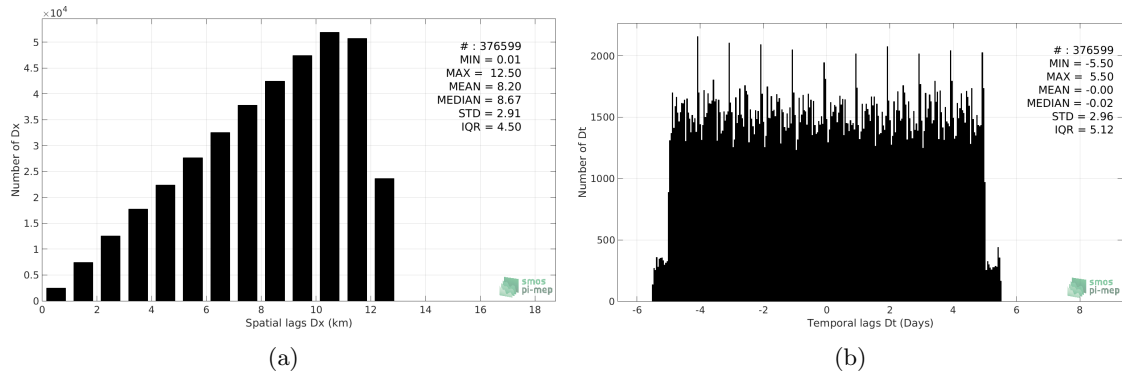 ×10⁴
5
4.5
4
3.5
3
2.5
2
1.5
1
0.5
0
Number of Dx
# : 376599
MIN = 0.01
MAX = 12.50
MEAN = 8.20
MEDIAN = 8.67
STD = 2.91
IQR = 4.50
smos
pi-mep
0 2 4 6 8 10 12 14 16 18
Spatial lags Dx (km)
(a)
2000
1500
1000
500
0
Number of Dt
# : 376599
MIN = -5.50
MAX = 5.50
MEAN = -0.00
MEDIAN = -0.02
STD = 2.96
IQR = 5.12
smos
pi-mep
-6 -4 -2 0 2 4 6 8
Temporal lags Dt (Days)
(b)